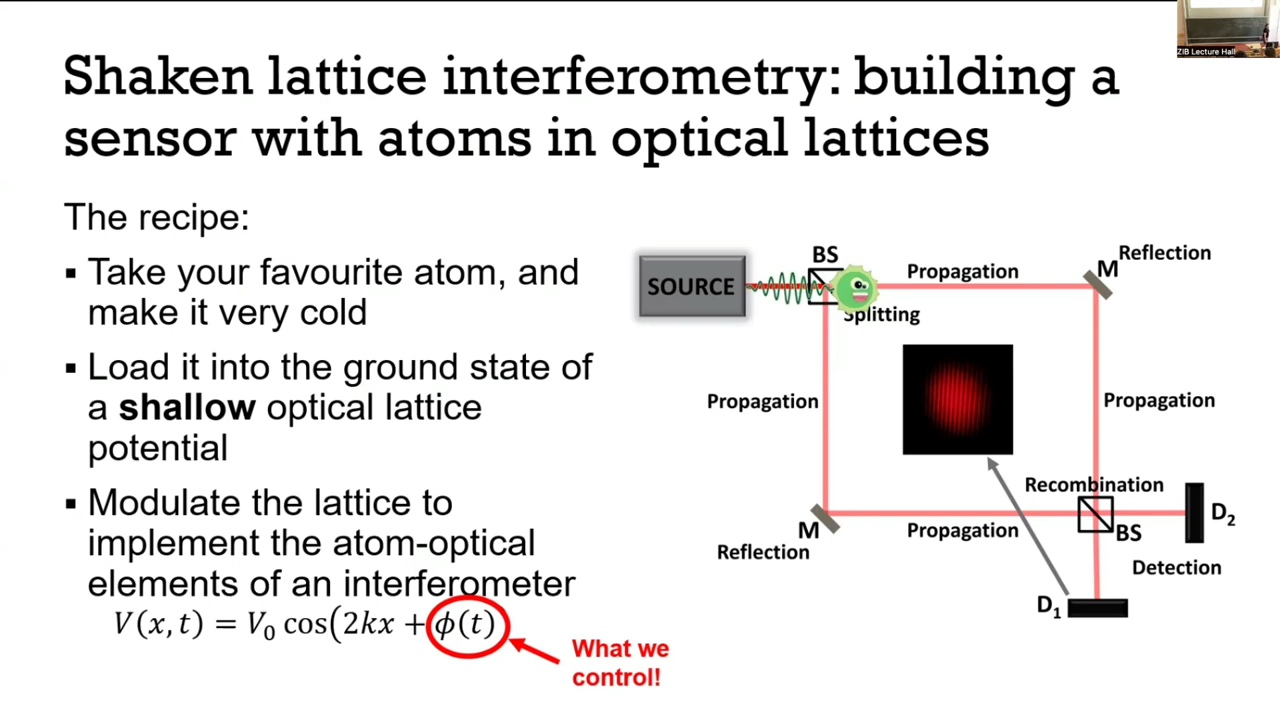 ZIB Lecture Hall
Shaken lattice interferometry: building a
sensor with atoms in optical lattices
The recipe:
▪ Take your favourite atom, and
make it very cold
▪ Load it into the ground state of
a shallow optical lattice
potential
▪ Modulate the lattice to
implement the atom-optical
elements of an interferometer
V(x, t) = V₀ cos(2kx + ϕ(t)
What we
control!
SOURCE
BS
Splitting
Propagation
M
Reflection
Propagation
Propagation
M
Reflection
Propagation
Recombination
BS
D₂
Detection
D₁